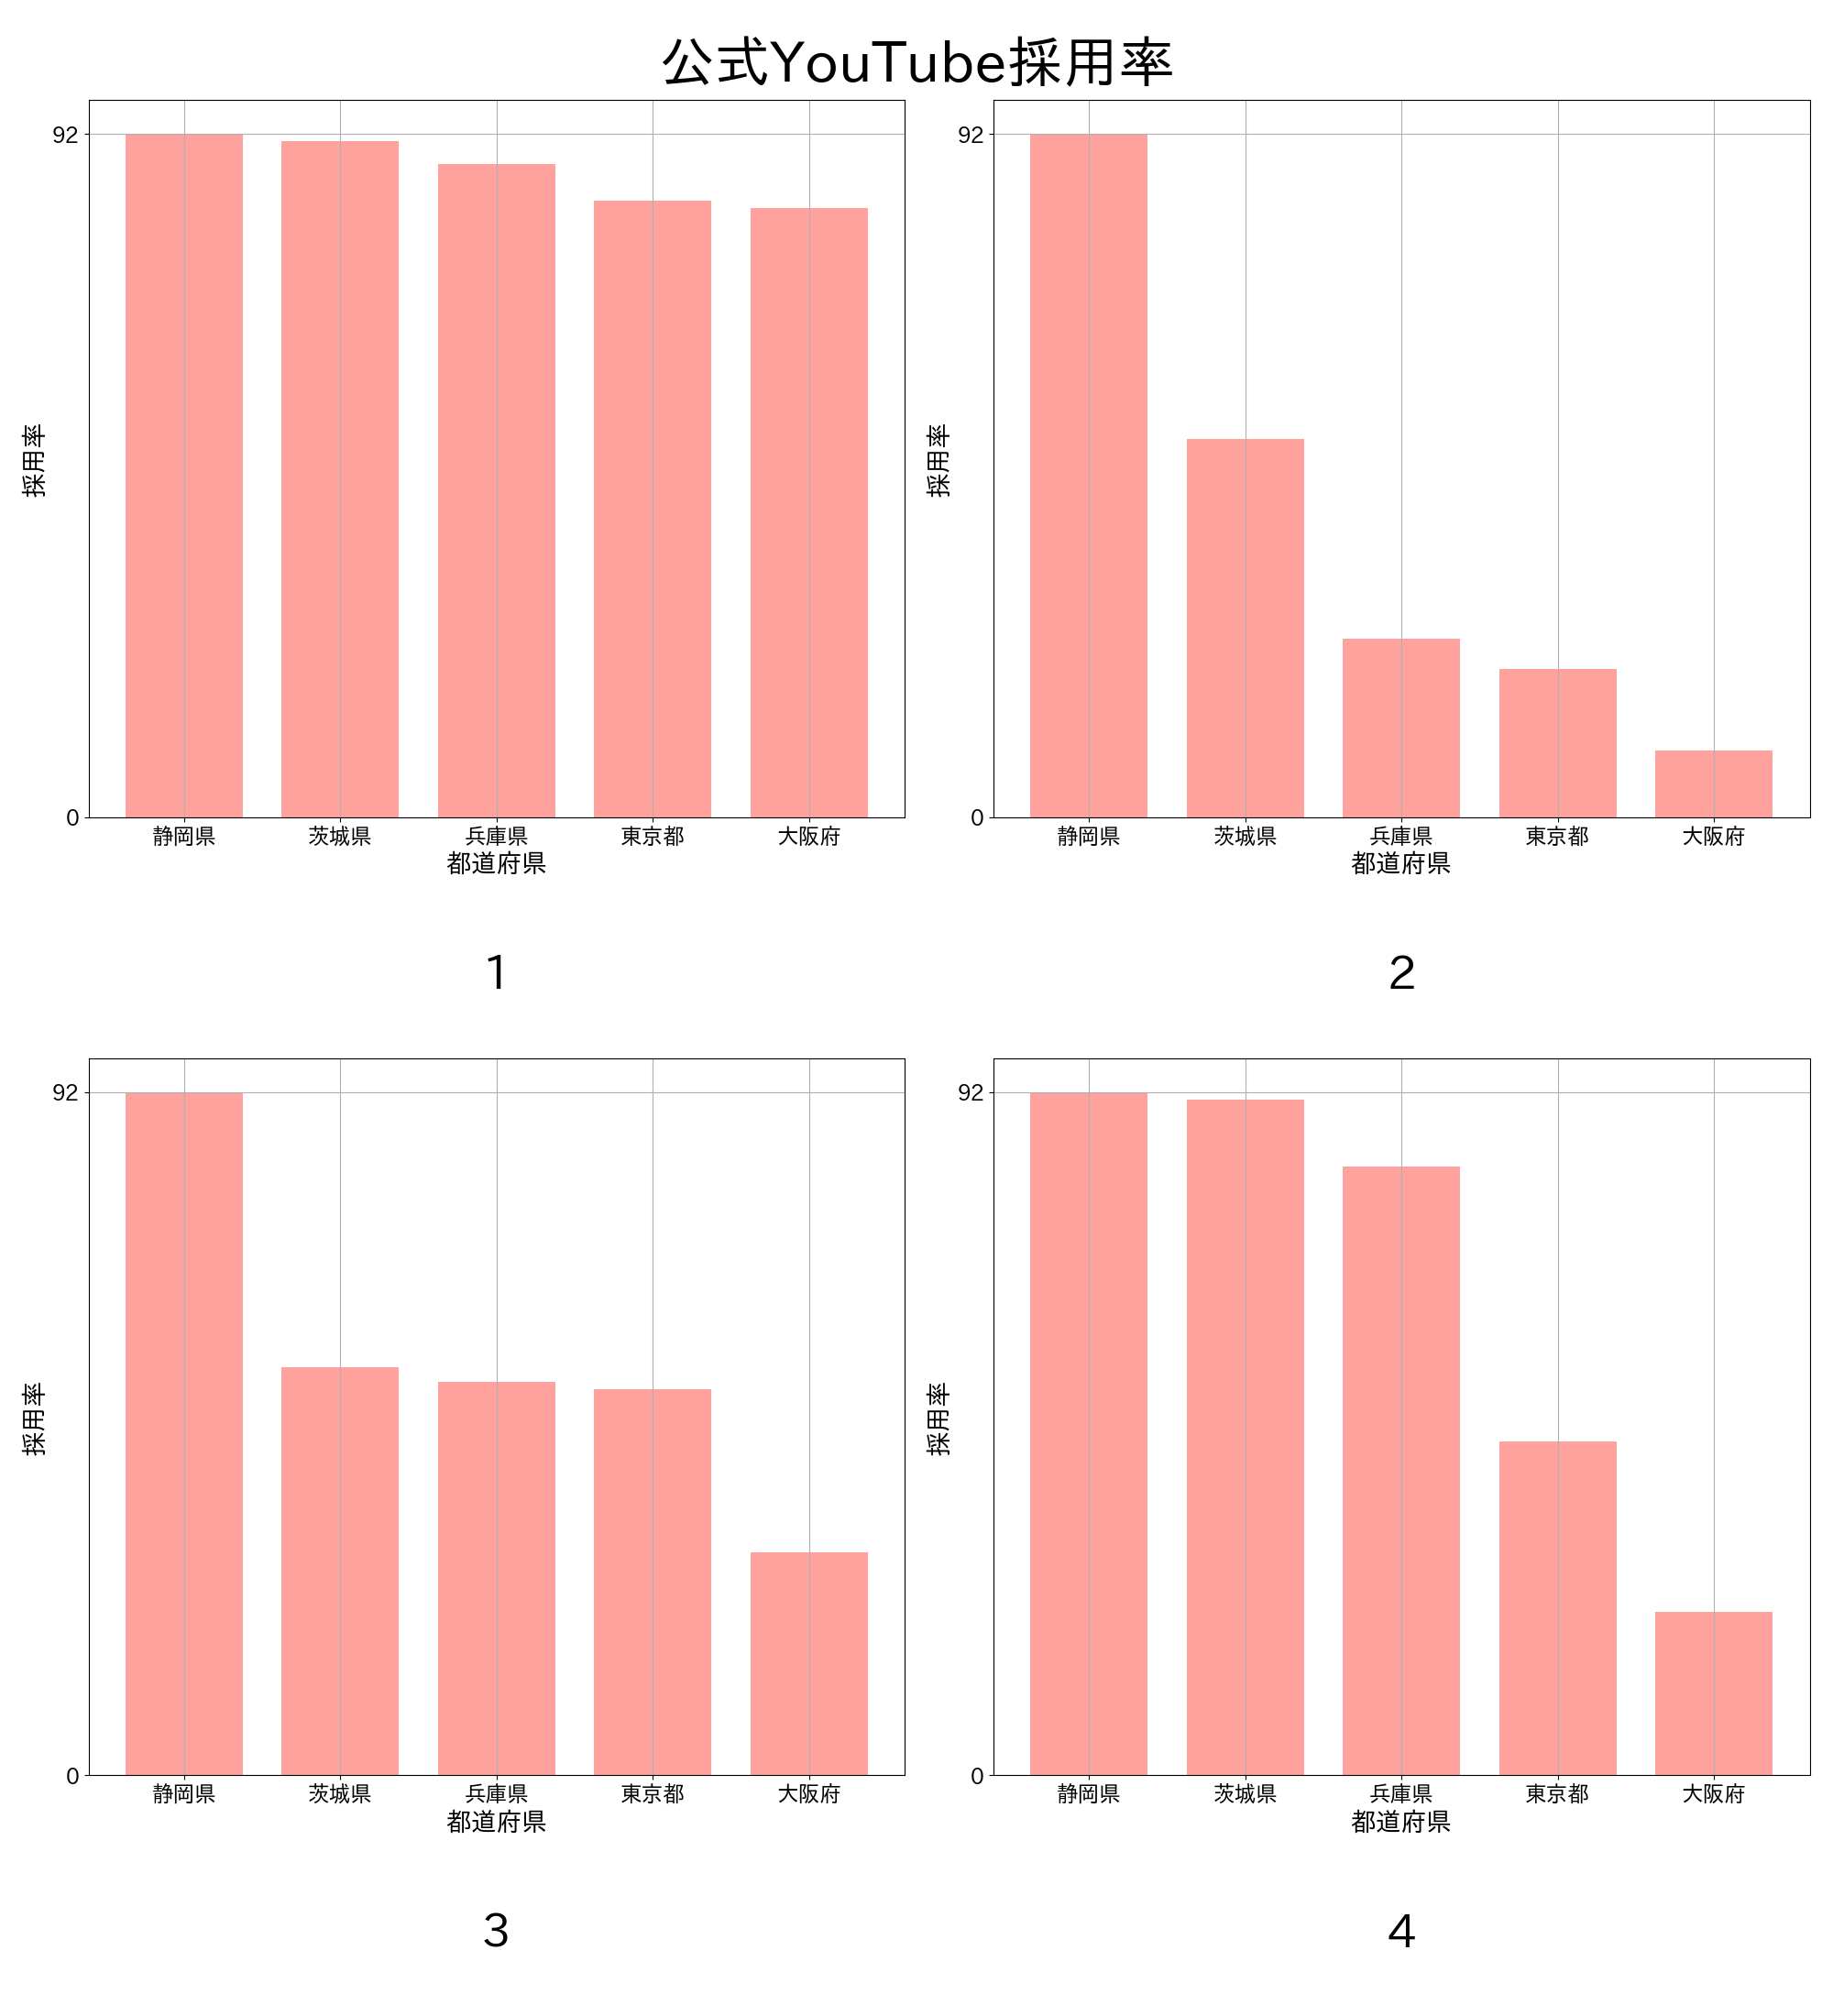 公式YouTube採用率
92
0
採用率
静岡県 茨城県 兵庫県 東京都 大阪府
都道府県
1
92
0
採用率
静岡県 茨城県 兵庫県 東京都 大阪府
都道府県
2
92
0
採用率
静岡県 茨城県 兵庫県 東京都 大阪府
都道府県
3
92
0
採用率
静岡県 茨城県 兵庫県 東京都 大阪府
都道府県
4